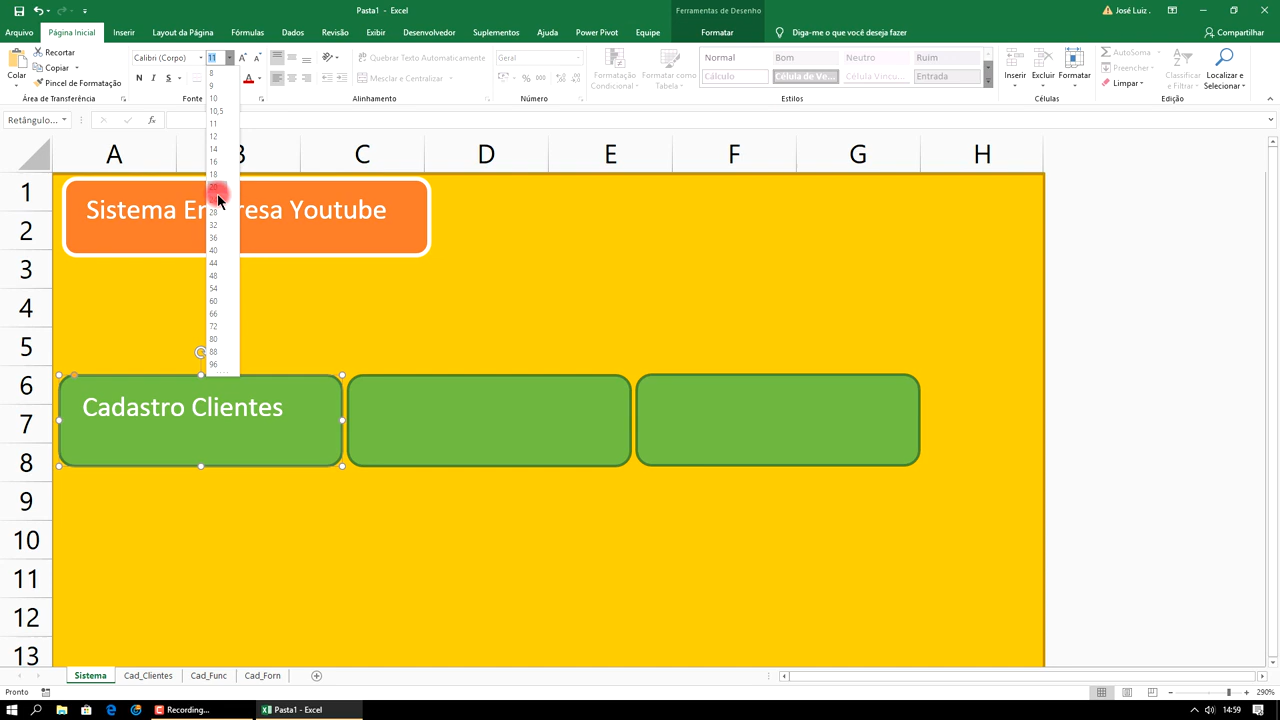 Pasta1 - Excel
Ferramentas de Desenho
José Luiz .
Arquivo
Página Inicial
Inserir
Layout da Página
Fórmulas
Dados
Revisão
Exibir
Desenvolvedor
Suplementos
Ajuda
Power Pivot
Equipe
Formatar
Diga-me o que você deseja fazer
Compartilhar
Colar
Recortar
Copiar
Pincel de Formatação
Área de Transferência
Calibri (Corpo)
11
N I S
Fonte
Quebrar Texto Automaticamente
Mesclar e Centralizar
Alinhamento
Geral
% 000
Número
Formatação Condicional
Formatar como Tabela
Normal
Bom
Neutro
Ruim
Cálculo
Célula de Ve...
Célula Vincu...
Entrada
Estilos
Inserir
Excluir
Formatar
Células
AutoSoma
Preencher
Limpar
Classificar e Filtrar
Localizar e Selecionar
Edição
Retângulo...
fx
8
9
10
10,5
11
12
14
16
18
20
28
32
36
40
44
48
54
60
66
72
80
88
96
A B C D E F G H
1
2
3
4
5
6
7
8
9
10
11
12
13
Sistema Em resa Youtube
Cadastro Clientes
Sistema
Cad_Clientes
Cad_Func
Cad_Forn
Pronto
290%
Recording...
Pasta1 - Excel
14:59